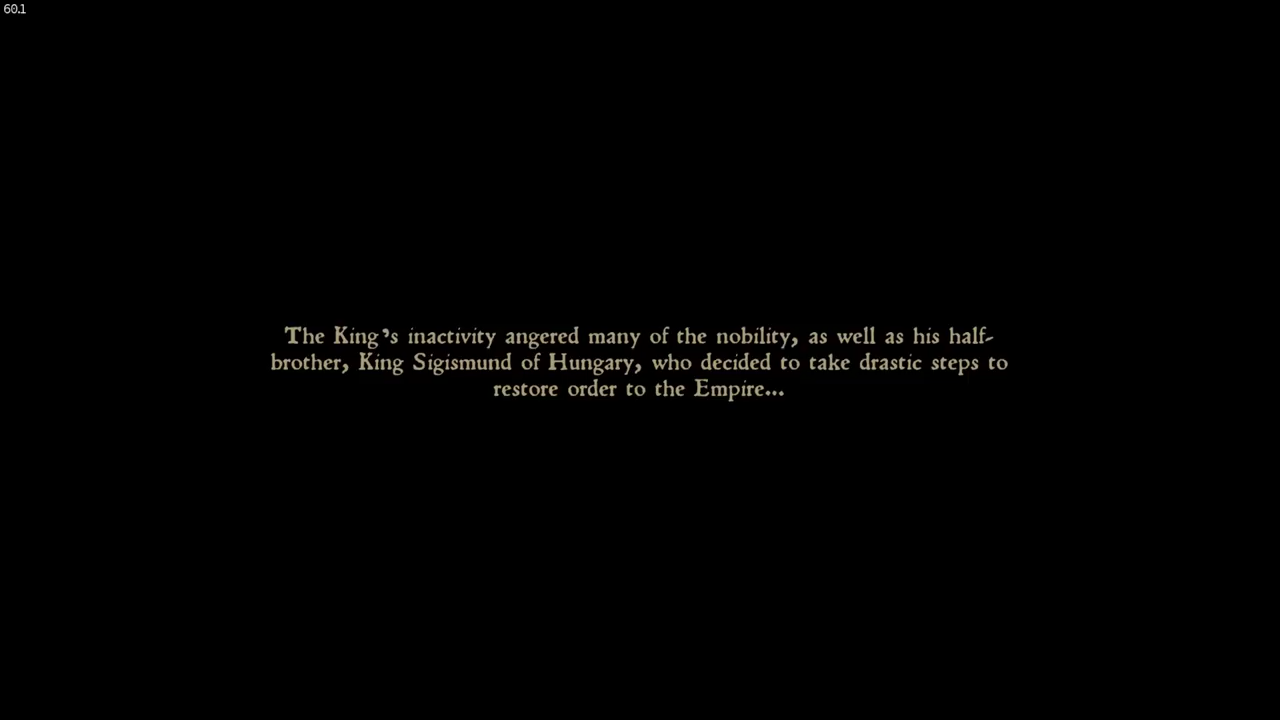 60.1
The King's inactivity angered many of the nobility, as well as his half-
brother, King Sigismund of Hungary, who decided to take drastic steps to
restore order to the Empire...